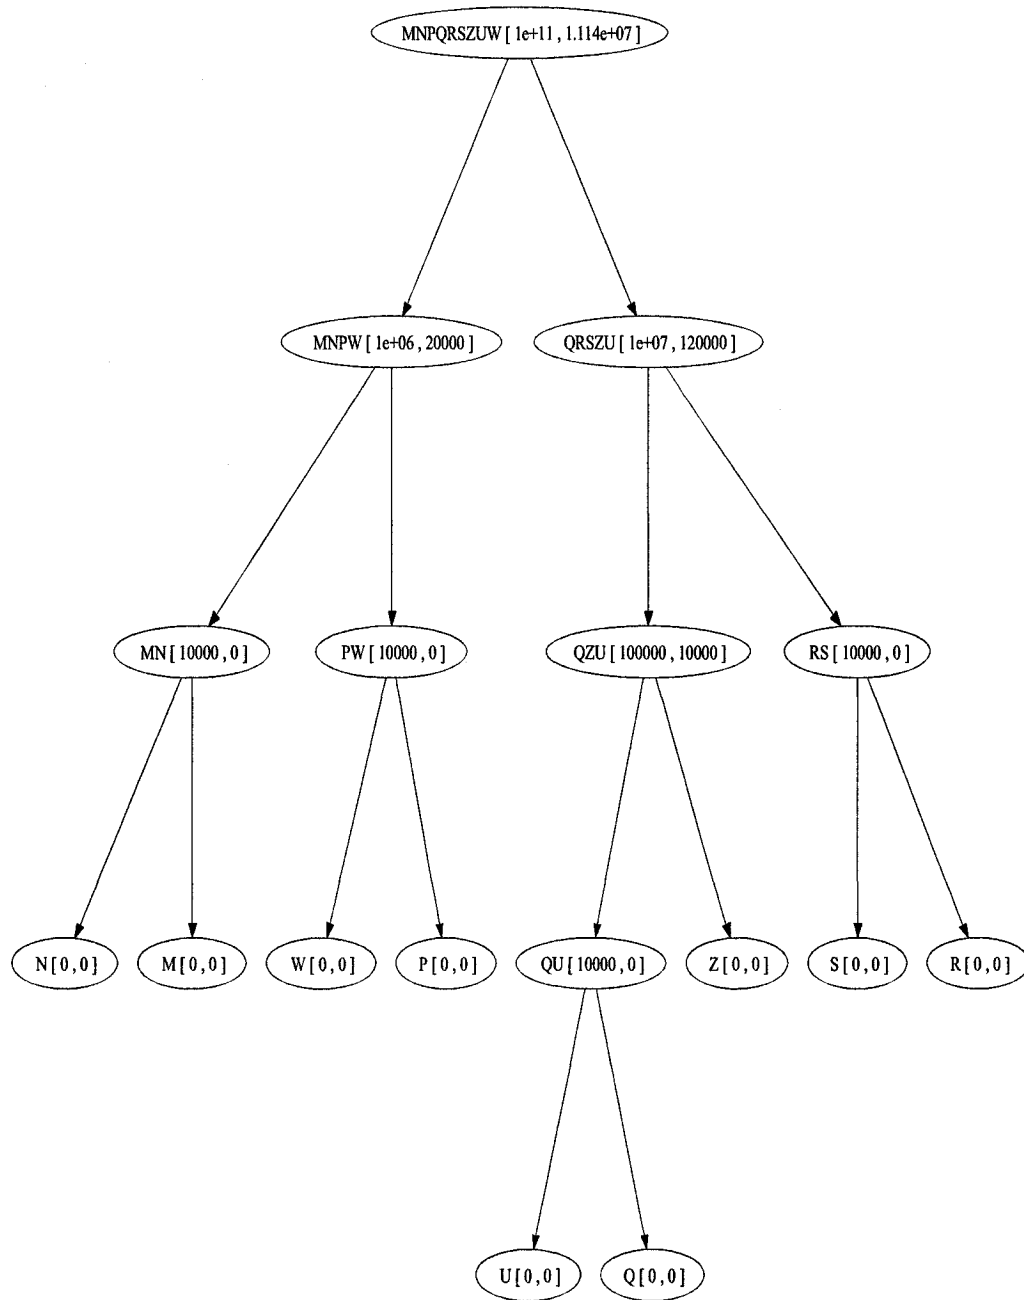 MNPQRSZUW [ 1e+11 , 1.114e+07 ]
MNPW [ 1e+06 , 20000 ]
QRSZU [ 1e+07 , 120000 ]
MN [ 10000 , 0 ]
PW [ 10000 , 0 ]
QZU [ 100000 , 10000 ]
RS [ 10000 , 0 ]
N [ 0 , 0 ]
M [ 0 , 0 ]
W [ 0 , 0 ]
P [ 0 , 0 ]
QU [ 10000 , 0 ]
Z [ 0 , 0 ]
S [ 0 , 0 ]
R [ 0 , 0 ]
U [ 0 , 0 ]
Q [ 0 , 0 ]